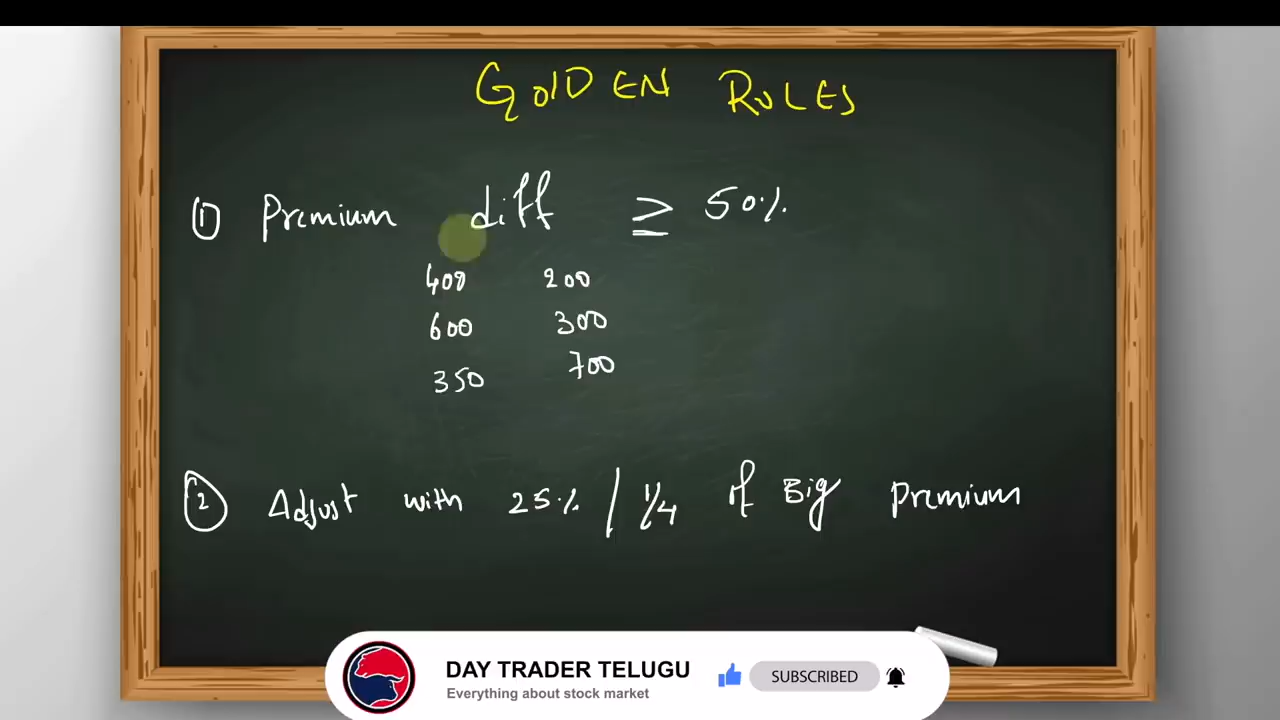 GOLDEN RULES
① Premium diff ≥ 50%
400 200
600 300
350 700
② Adjust with 25% / 1/4 of Big Premium
DAY TRADER TELUGU
Everything about stock market
SUBSCRIBED